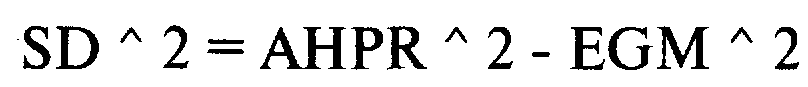 SD ^ 2 = AHPR ^ 2 - EGM ^ 2